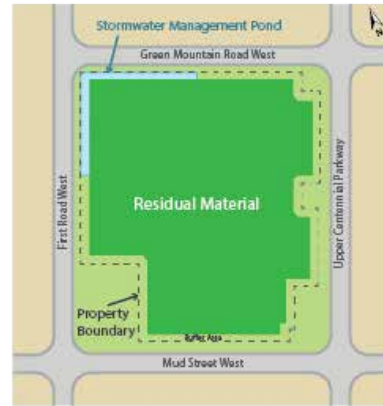 Stormwater Management Pond
Green Mountain Road West
N
First Road West
Residual Material
Upper Centennial Parkway
Property
Boundary
Buffer Area
Mud Street West